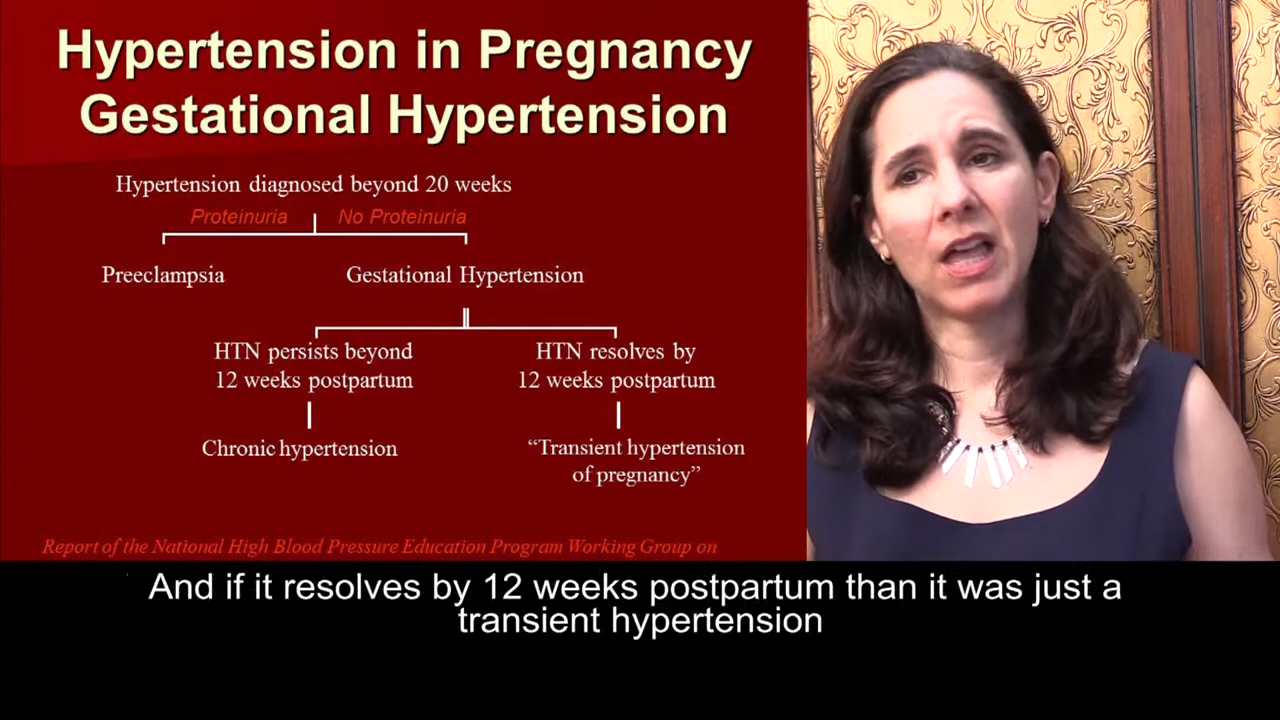 Hypertension in Pregnancy
Gestational Hypertension
Hypertension diagnosed beyond 20 weeks
Proteinuria No Proteinuria
Preeclampsia Gestational Hypertension
HTN persists beyond
12 weeks postpartum
HTN resolves by
12 weeks postpartum
Chronic hypertension
“Transient hypertension
of pregnancy”
Report of the National High Blood Pressure Education Program Working Group on
And if it resolves by 12 weeks postpartum than it was just a
transient hypertension